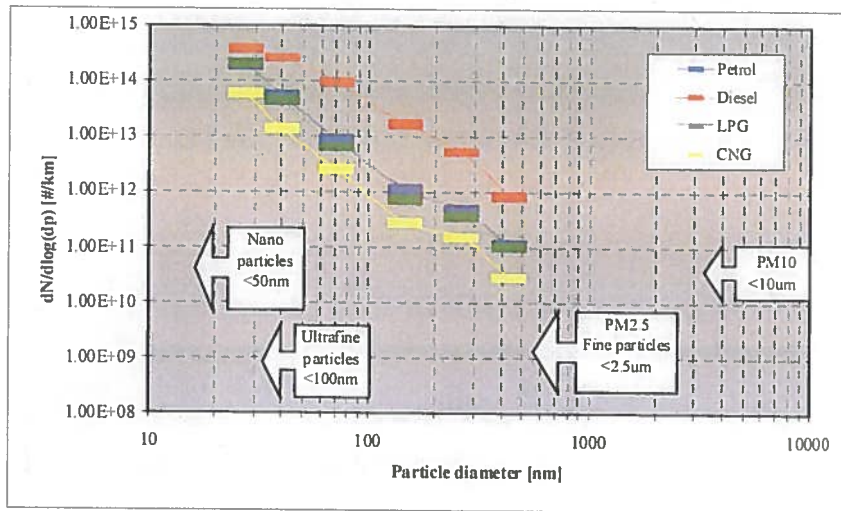 1.00E+15
1.00E+14
1.00E+13
1.00E+12
1.00E+11
1.00E+10
1.00E+09
1.00E+08
dN/dlog(dp) [#/km]
Petrol
Diesel
LPG
CNG
Nano
particles
<50nm
Ultrafine
particles
<100nm
PM2.5
Fine particles
<2.5um
PM10
<10um
10
100
1000
10000
Particle diameter [nm]